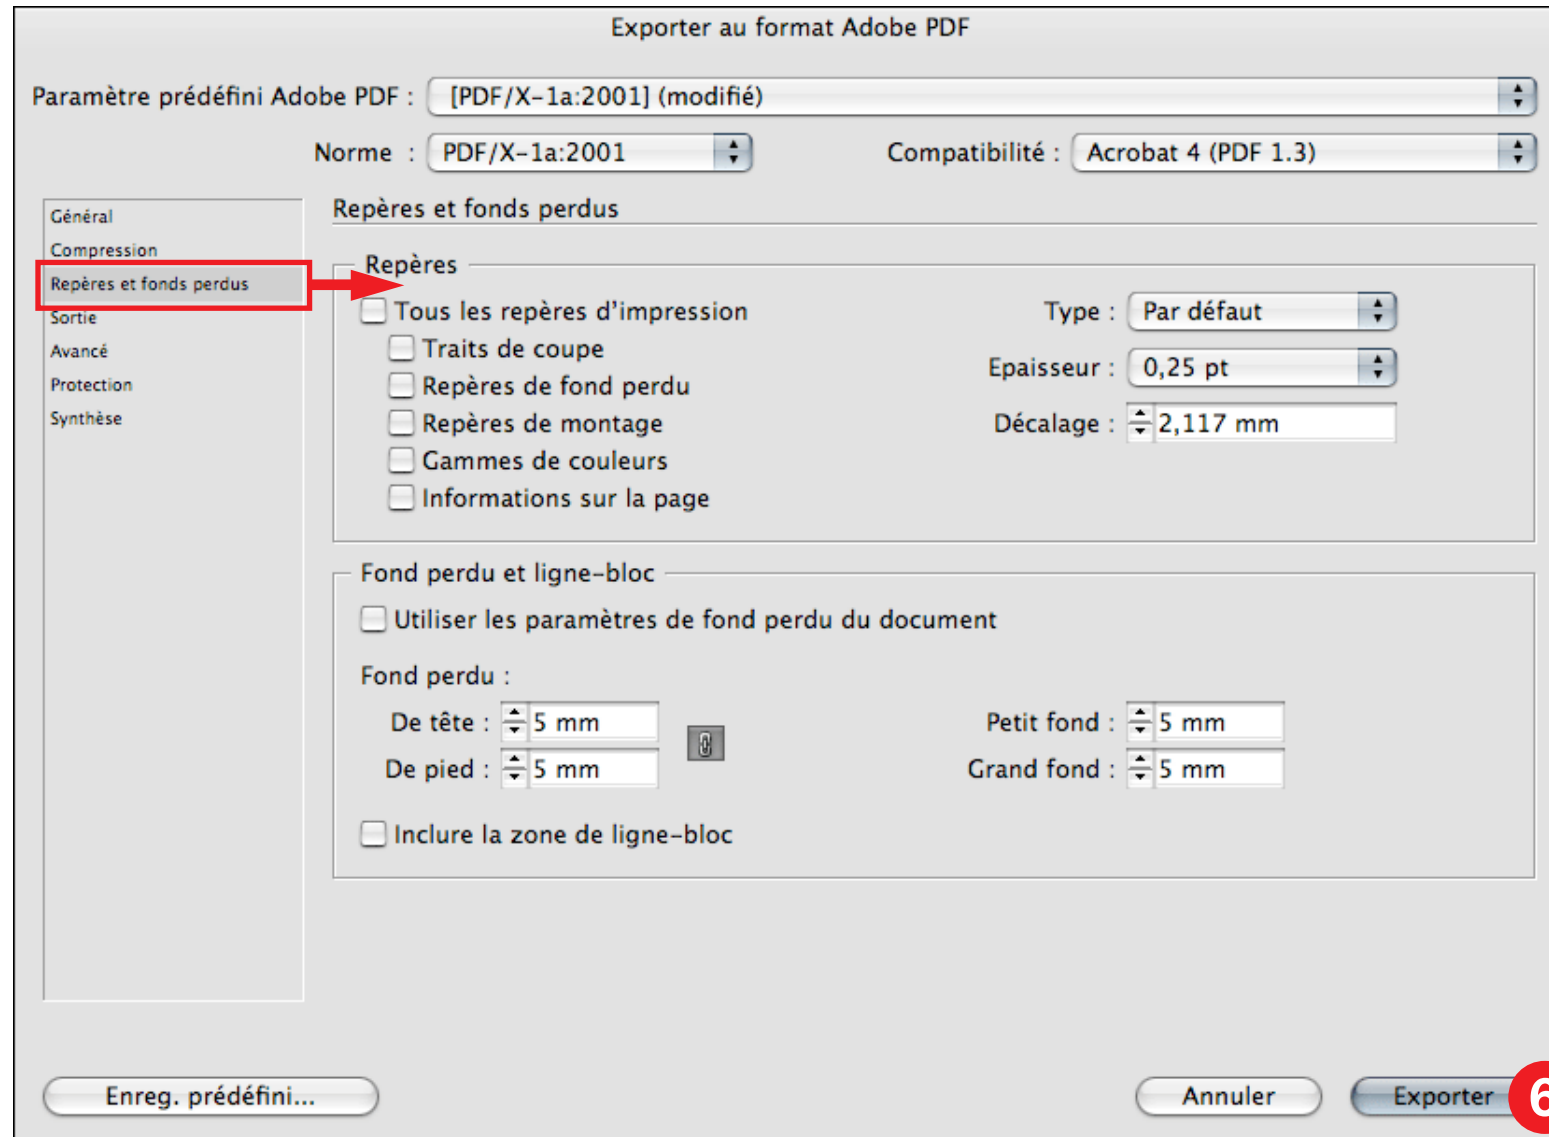 Exporter au format Adobe PDF
Paramètre prédéfini Adobe PDF : [PDF/X-1a:2001] (modifié)
Norme : PDF/X-1a:2001 Compatibilité : Acrobat 4 (PDF 1.3)
Général
Compression
Repères et fonds perdus
Sortie
Avancé
Protection
Synthèse
Repères et fonds perdus
Repères
Tous les repères d'impression
Traits de coupe
Repères de fond perdu
Repères de montage
Gammes de couleurs
Informations sur la page
Type : Par défaut
Epaisseur : 0,25 pt
Décalage : 2,117 mm
Fond perdu et ligne-bloc
Utiliser les paramètres de fond perdu du document
Fond perdu :
De tête : 5 mm
De pied : 5 mm
Petit fond : 5 mm
Grand fond : 5 mm
Inclure la zone de ligne-bloc
Enreg. prédéfini... Annuler Exporter 6